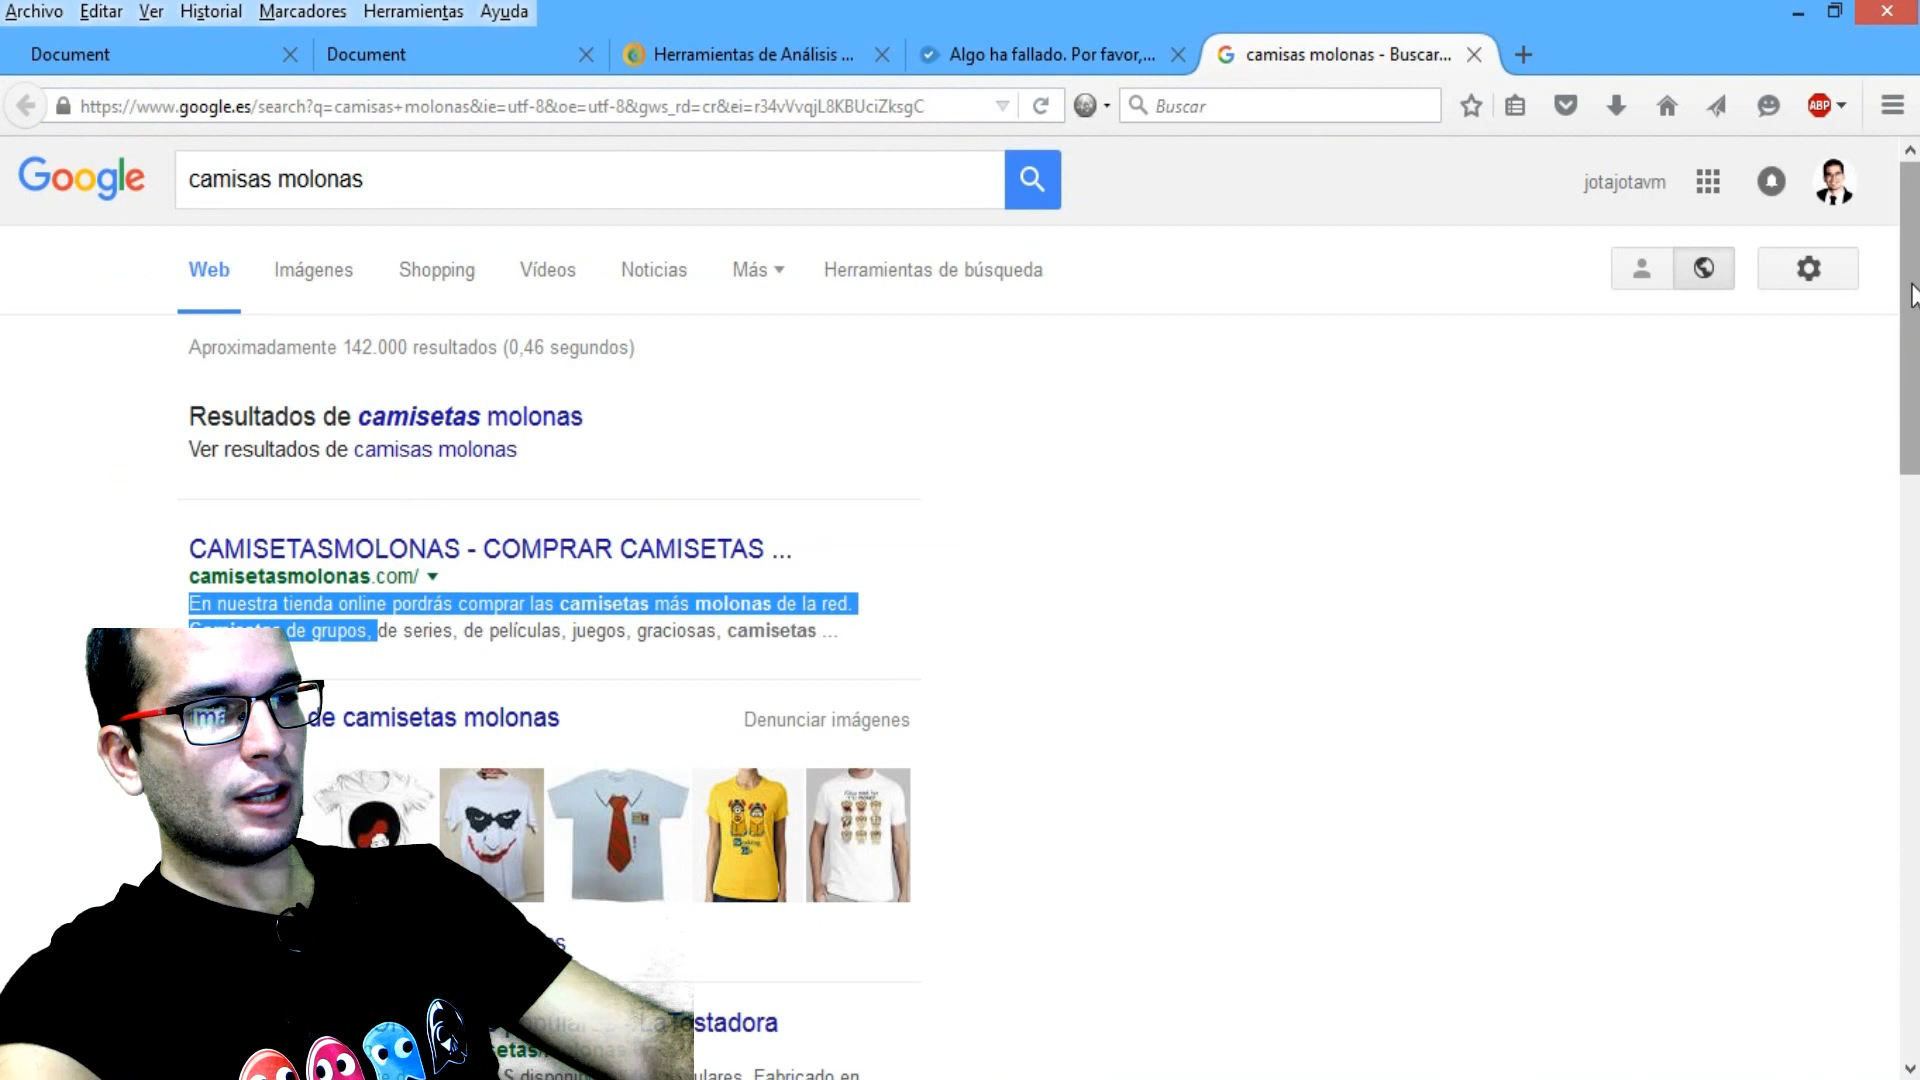 Archivo Editar Ver Historial Marcadores Herramientas Ayuda
Document Document Herramientas de Análisis ... Algo ha fallado. Por favor,... camisas molonas - Buscar...
https://www.google.es/search?q=camisas+molonas&ie=utf-8&oe=utf-8&gws_rd=cr&ei=r34vVvqjL8KBUciZksgC Buscar ABP
Google camisas molonas jotajotavm
Web Imágenes Shopping Vídeos Noticias Más Herramientas de búsqueda
Aproximadamente 142.000 resultados (0,46 segundos)
Resultados de camisetas molonas
Ver resultados de camisas molonas
CAMISETASMOLONAS - COMPRAR CAMISETAS ...
camisetasmolonas.com/
En nuestra tienda online pordrás comprar las camisetas más molonas de la red.
Camisetas de grupos, de series, de películas, juegos, graciosas, camisetas ...
de camisetas molonas Denunciar imágenes
LaTostadora
Fabricado en